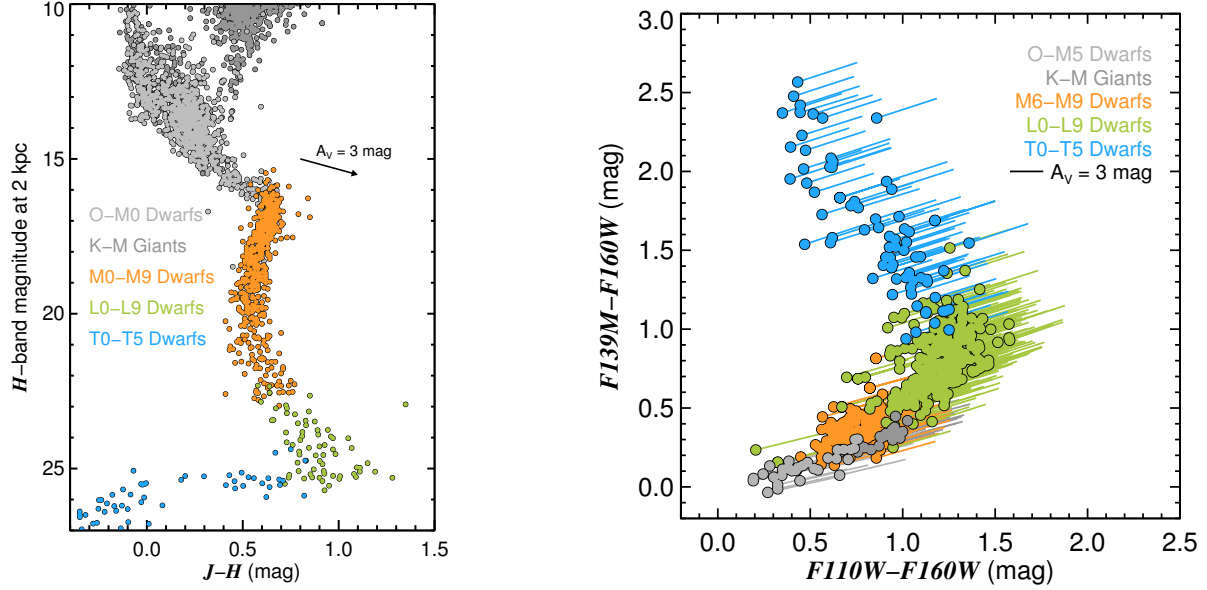 10
15
20
25
H-band magnitude at 2 kpc
A_V = 3 mag
O−M0 Dwarfs
K−M Giants
M0−M9 Dwarfs
L0−L9 Dwarfs
T0−T5 Dwarfs
0.0 0.5 1.0 1.5
J−H (mag)
3.0
2.5
2.0
1.5
1.0
0.5
0.0
F139M−F160W (mag)
O−M5 Dwarfs
K−M Giants
M6−M9 Dwarfs
L0−L9 Dwarfs
T0−T5 Dwarfs
A_V = 3 mag
0.0 0.5 1.0 1.5 2.0 2.5
F110W−F160W (mag)